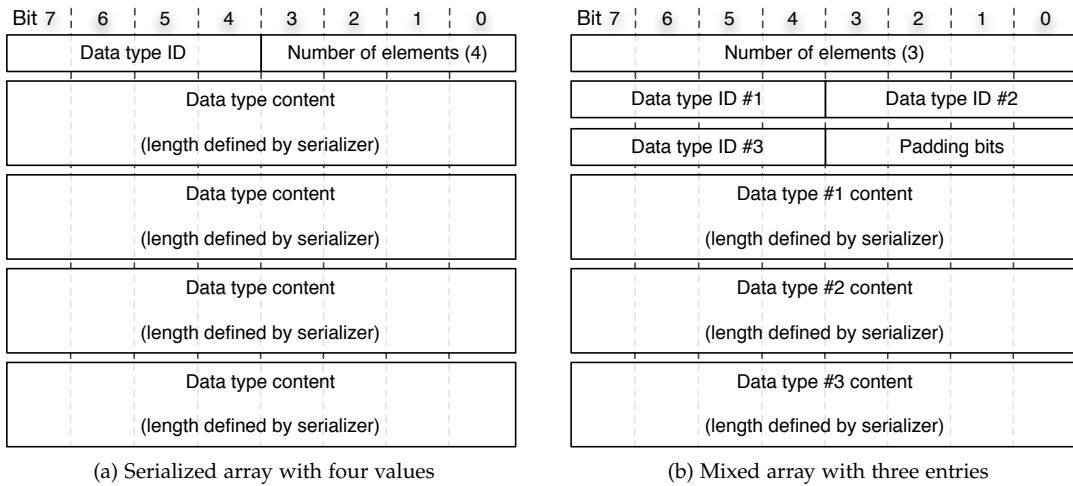 Bit 7 6 5 4 3 2 1 0
Data type ID Number of elements (4)
Data type content
(length defined by serializer)
Data type content
(length defined by serializer)
Data type content
(length defined by serializer)
Data type content
(length defined by serializer)
(a) Serialized array with four values
Bit 7 6 5 4 3 2 1 0
Number of elements (3)
Data type ID #1 Data type ID #2
Data type ID #3 Padding bits
Data type #1 content
(length defined by serializer)
Data type #2 content
(length defined by serializer)
Data type #3 content
(length defined by serializer)
(b) Mixed array with three entries